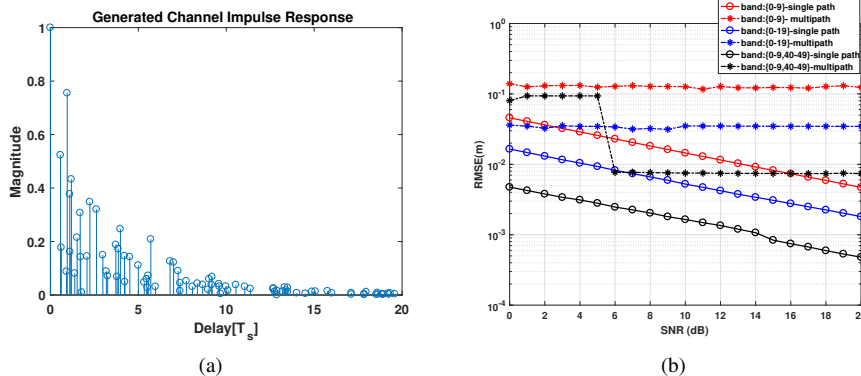 Generated Channel Impulse Response
Magnitude
1
0.8
0.6
0.4
0.2
0
0 5 10 15 20
Delay[T_s]
(a)
band:{0-9}-single path
band:{0-9}- multipath
band:{0-19}-single path
band:{0-19}-multipath
band:{0-9,40-49}-single path
band:{0-9,40-49}-multipath
RMSE(m)
10^0
10^-1
10^-2
10^-3
10^-4
0 2 4 6 8 10 12 14 16 18 20
SNR (dB)
(b)